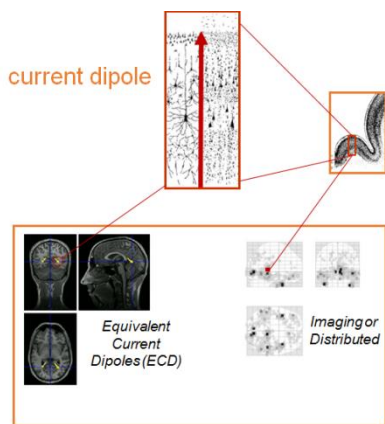 current dipole
Equivalent
Current
Dipoles (ECD)
Imaging or
Distributed